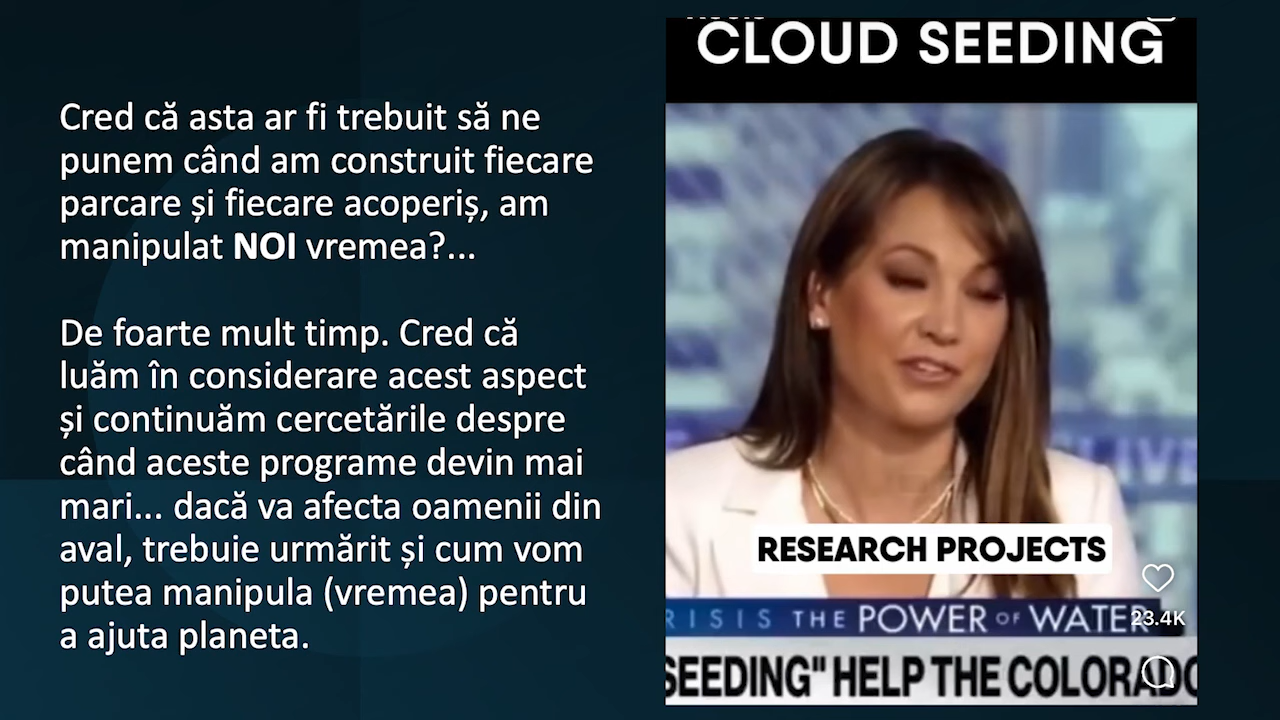 Cred că asta ar fi trebuit să ne
punem când am construit fiecare
parcare și fiecare acoperiș, am
manipulat NOI vremea?...
De foarte mult timp. Cred că
luăm în considerare acest aspect
și continuăm cercetările despre
când aceste programe devin mai
mari... dacă va afecta oamenii din
aval, trebuie urmărit și cum vom
putea manipula (vremea) pentru
a ajuta planeta.
CLOUD SEEDING
LIVE
RESEARCH PROJECTS
RISIS THE POWER OF WATER
23.4K
SEEDING" HELP THE COLORADO